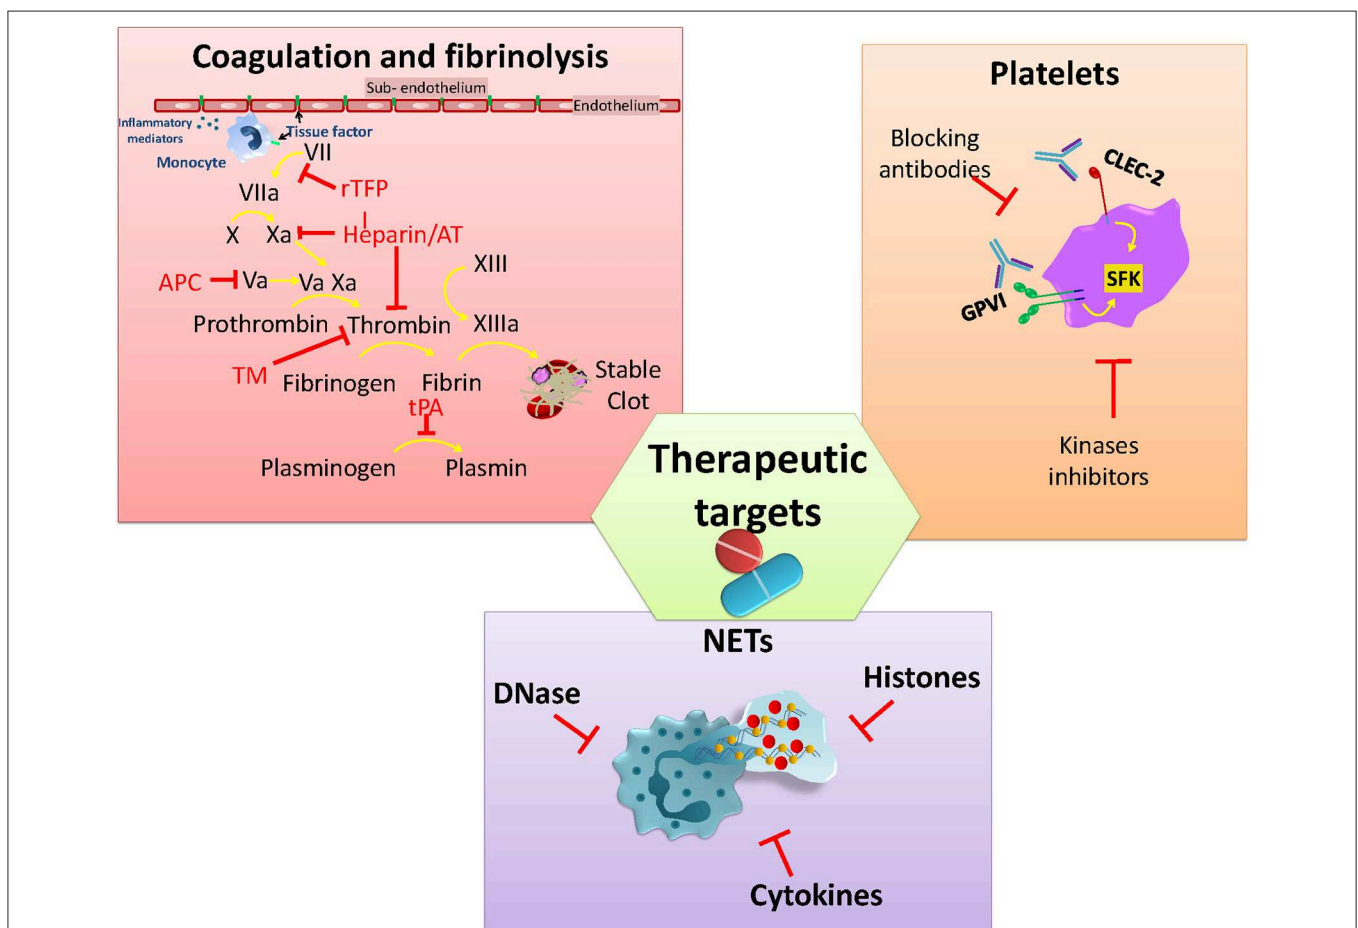 Coagulation and fibrinolysis
Sub- endothelium
Endothelium
Inflammatory
mediators
Tissue factor
Monocyte
VII
VIIa
rTFP
X
Xa
Heparin/AT
XIII
APC
Va
Va Xa
Prothrombin
Thrombin
XIIIa
TM
Fibrinogen
Fibrin
Stable
Clot
tPA
Plasminogen
Plasmin
Platelets
Blocking
antibodies
CLEC-2
SFK
GPVI
Kinases
inhibitors
Therapeutic
targets
NETs
DNase
Histones
Cytokines